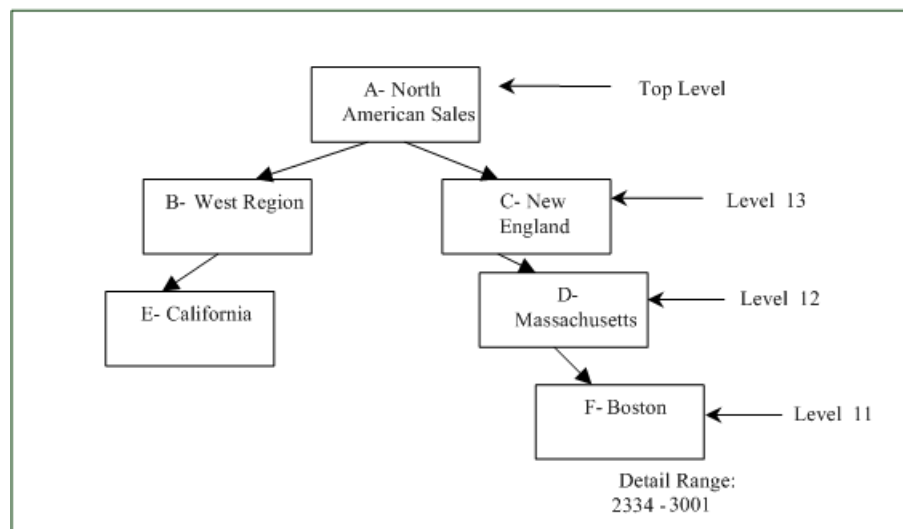 A- North
American Sales
Top Level
B- West Region
C- New
England
Level 13
E- California
D-
Massachusetts
Level 12
F- Boston
Level 11
Detail Range:
2334 - 3001